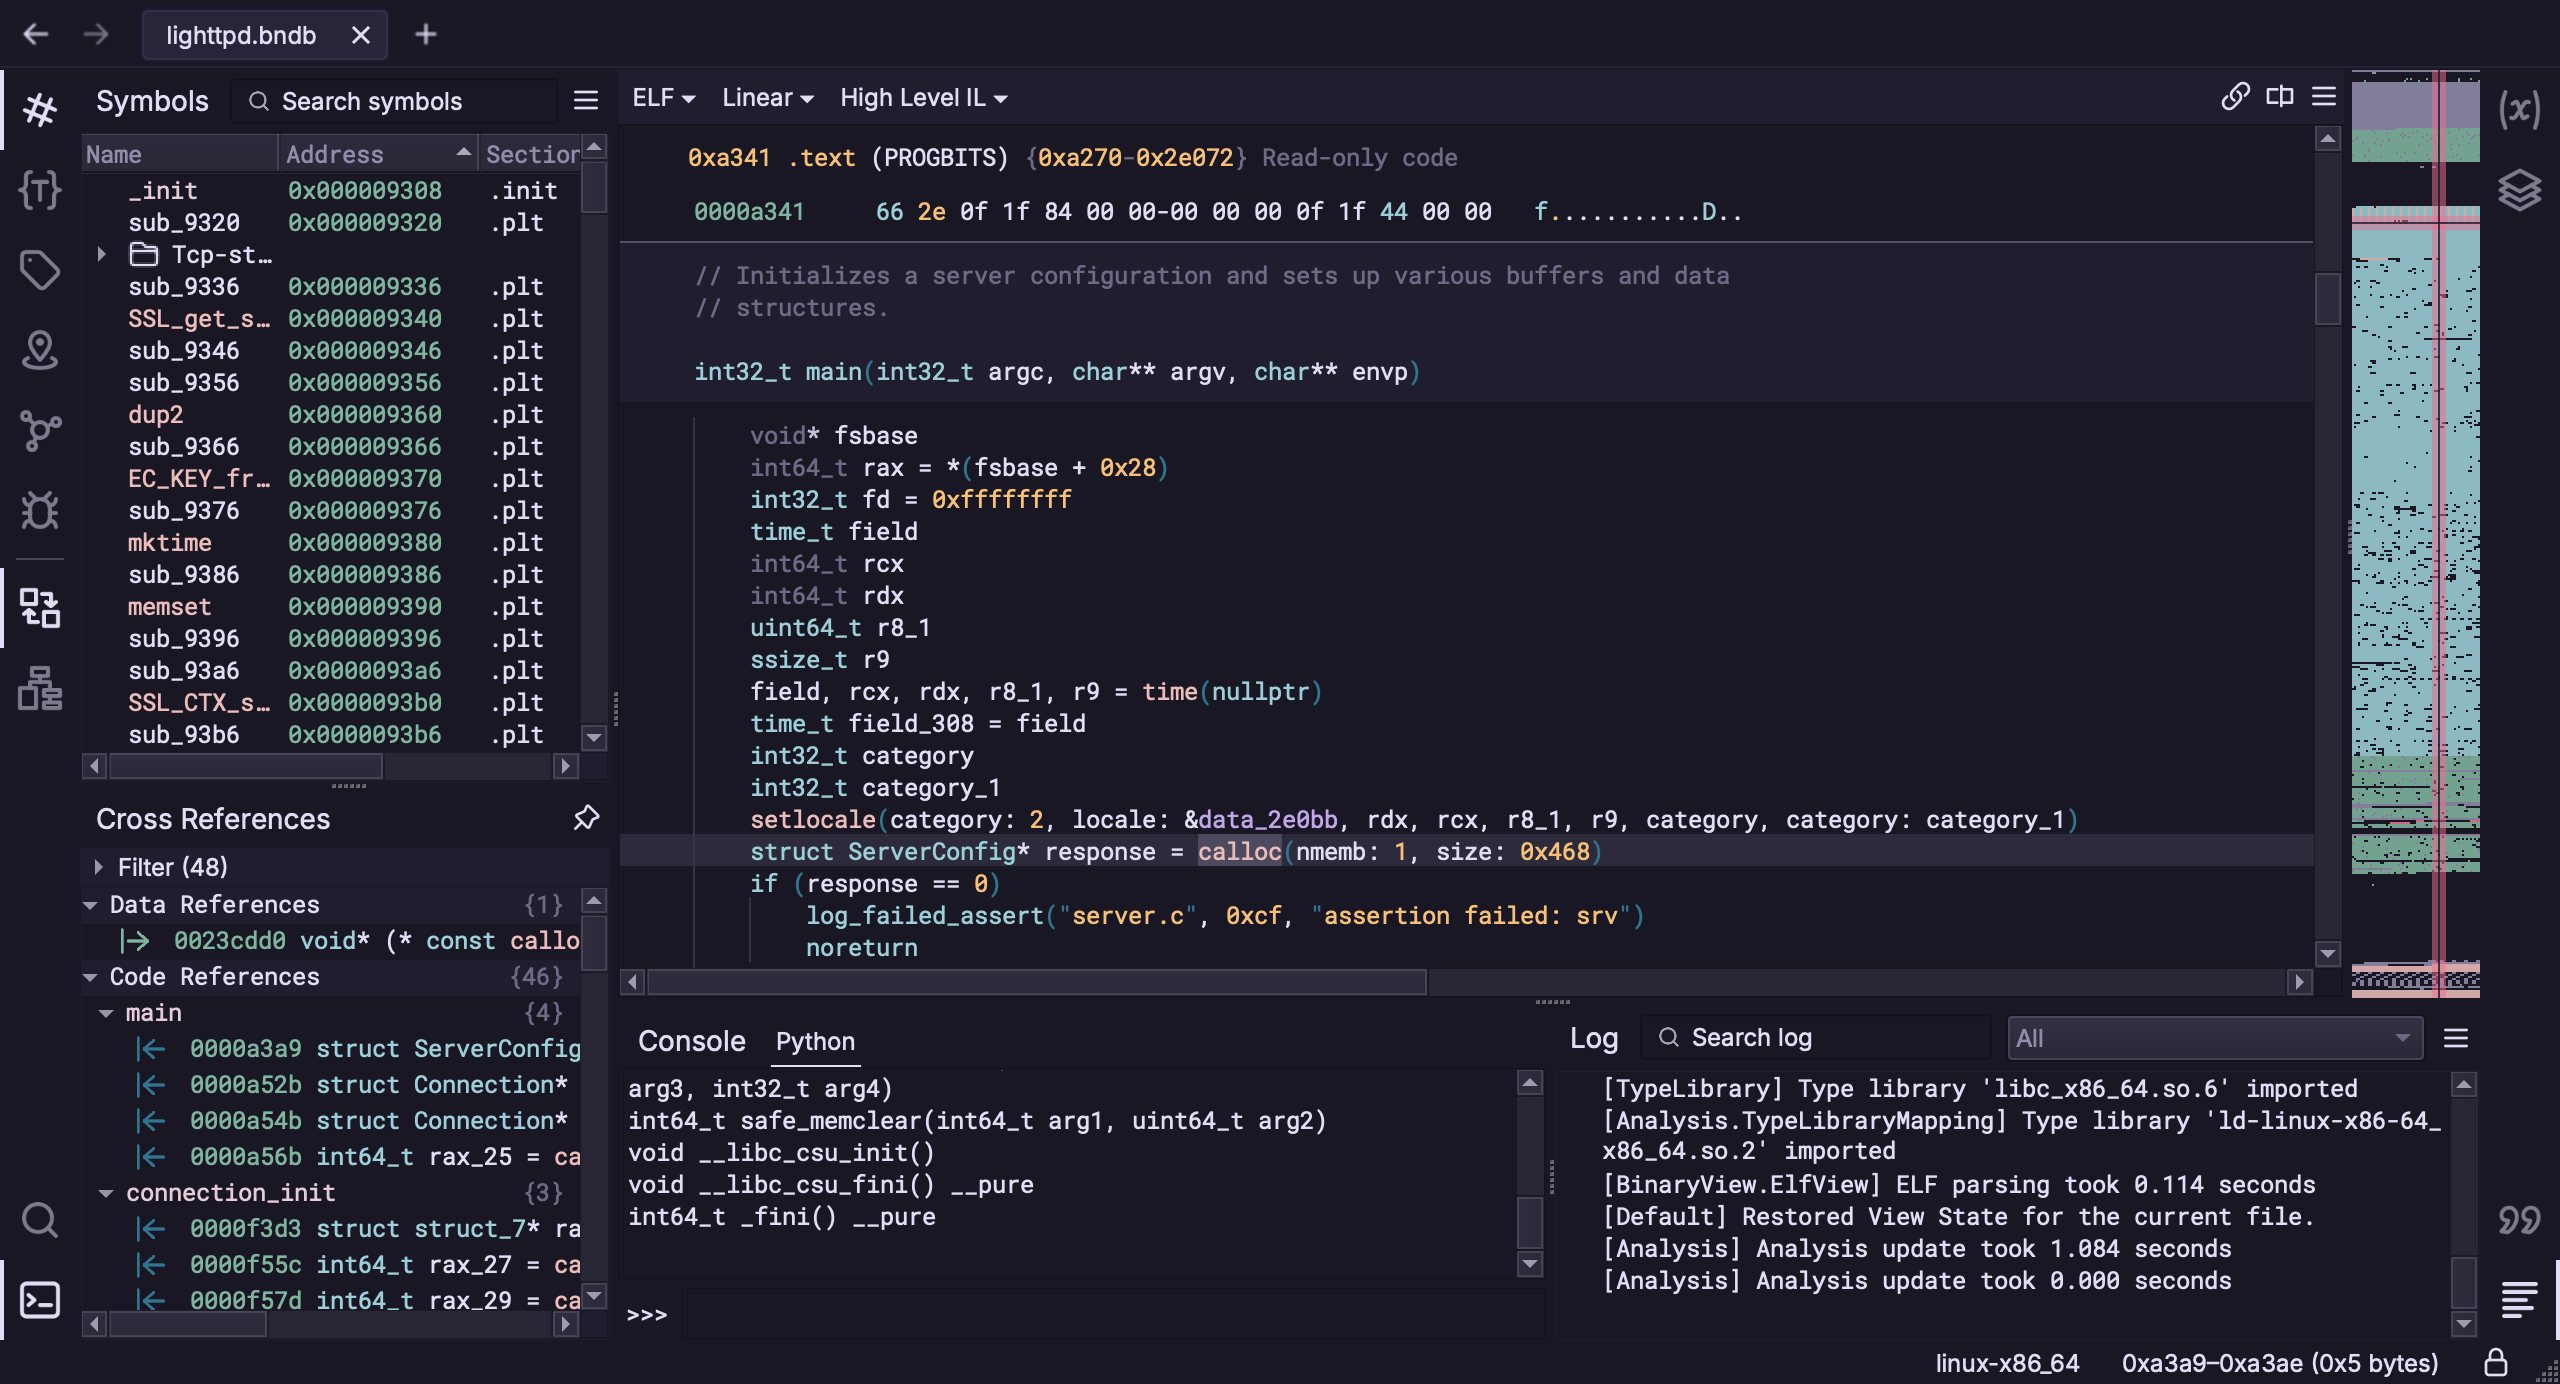 lighttpd.bndb
Symbols
Search symbols
Name Address Section
_init 0x000009308 .init
sub_9320 0x000009320 .plt
Tcp-st…
sub_9336 0x000009336 .plt
SSL_get_s… 0x000009340 .plt
sub_9346 0x000009346 .plt
sub_9356 0x000009356 .plt
dup2 0x000009360 .plt
sub_9366 0x000009366 .plt
EC_KEY_fr… 0x000009370 .plt
sub_9376 0x000009376 .plt
mktime 0x000009380 .plt
sub_9386 0x000009386 .plt
memset 0x000009390 .plt
sub_9396 0x000009396 .plt
sub_93a6 0x0000093a6 .plt
SSL_CTX_s… 0x0000093b0 .plt
sub_93b6 0x0000093b6 .plt
Cross References
Filter (48)
Data References {1}
0023cdd0 void* (* const callo
Code References {46}
main {4}
0000a3a9 struct ServerConfig
0000a52b struct Connection*
0000a54b struct Connection*
0000a56b int64_t rax_25 = ca
connection_init {3}
0000f3d3 struct struct_7* ra
0000f55c int64_t rax_27 = ca
0000f57d int64_t rax_29 = ca
ELF Linear High Level IL
0xa341 .text (PROGBITS) {0xa270-0x2e072} Read-only code
0000a341 66 2e 0f 1f 84 00 00-00 00 00 0f 1f 44 00 00 f...........D..
// Initializes a server configuration and sets up various buffers and data
// structures.
int32_t main(int32_t argc, char** argv, char** envp)
void* fsbase
int64_t rax = *(fsbase + 0x28)
int32_t fd = 0xffffffff
time_t field
int64_t rcx
int64_t rdx
uint64_t r8_1
ssize_t r9
field, rcx, rdx, r8_1, r9 = time(nullptr)
time_t field_308 = field
int32_t category
int32_t category_1
setlocale(category: 2, locale: &data_2e0bb, rdx, rcx, r8_1, r9, category, category: category_1)
struct ServerConfig* response = calloc(nmemb: 1, size: 0x468)
if (response == 0)
log_failed_assert("server.c", 0xcf, "assertion failed: srv")
noreturn
Console Python
arg3, int32_t arg4)
int64_t safe_memclear(int64_t arg1, uint64_t arg2)
void __libc_csu_init()
void __libc_csu_fini() __pure
int64_t _fini() __pure
>>>
Log
Search log
All
[TypeLibrary] Type library 'libc_x86_64.so.6' imported
[Analysis.TypeLibraryMapping] Type library 'ld-linux-x86-64_
x86_64.so.2' imported
[BinaryView.ElfView] ELF parsing took 0.114 seconds
[Default] Restored View State for the current file.
[Analysis] Analysis update took 1.084 seconds
[Analysis] Analysis update took 0.000 seconds
linux-x86_64 0xa3a9–0xa3ae (0x5 bytes)